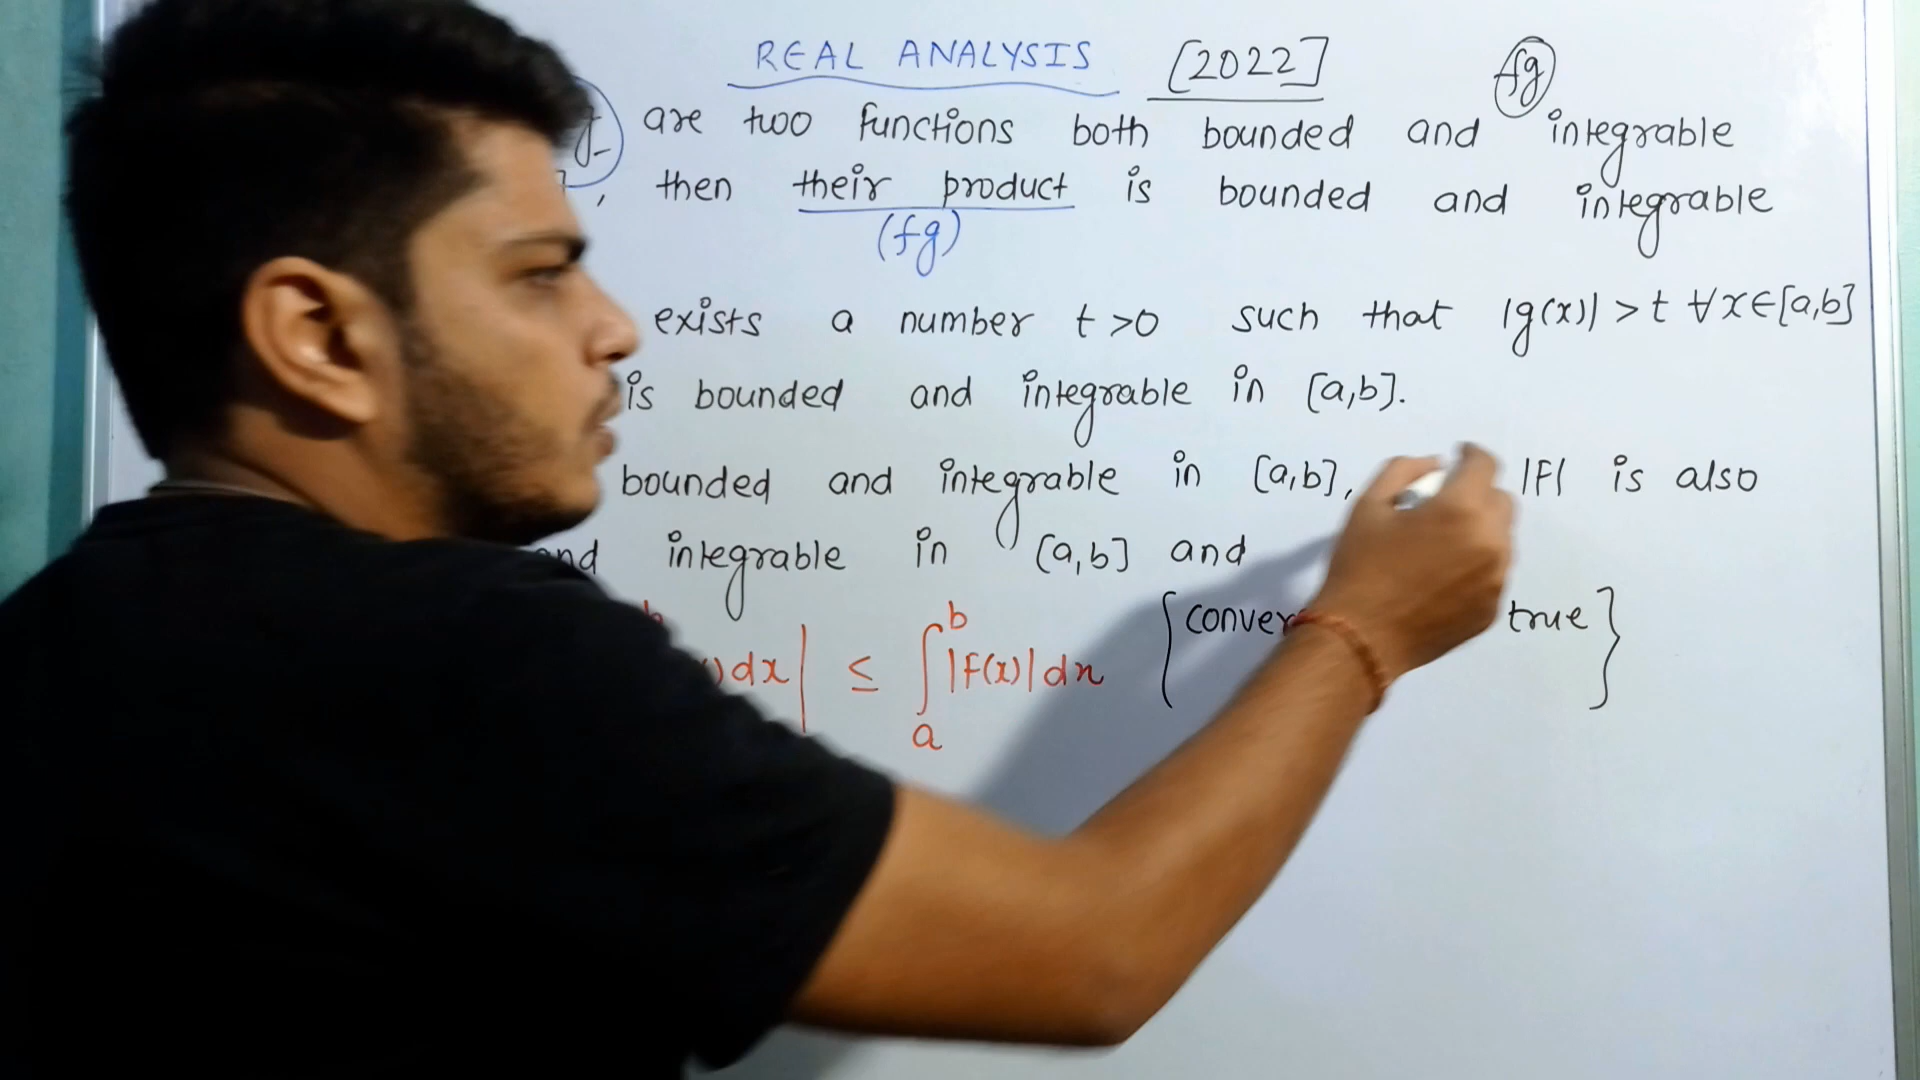 REAL ANALYSIS [2022] fg
g are two functions both bounded and integrable
, then their product is bounded and integrable
(fg)
exists a number t >0 such that |g(x)| > t ∀x∈[a,b]
is bounded and integrable in [a,b].
bounded and integrable in [a,b], |F| is also
and integrable in [a,b] and
b
)dx| ≤ ∫ₐᵇ |F(x)| dx { true }